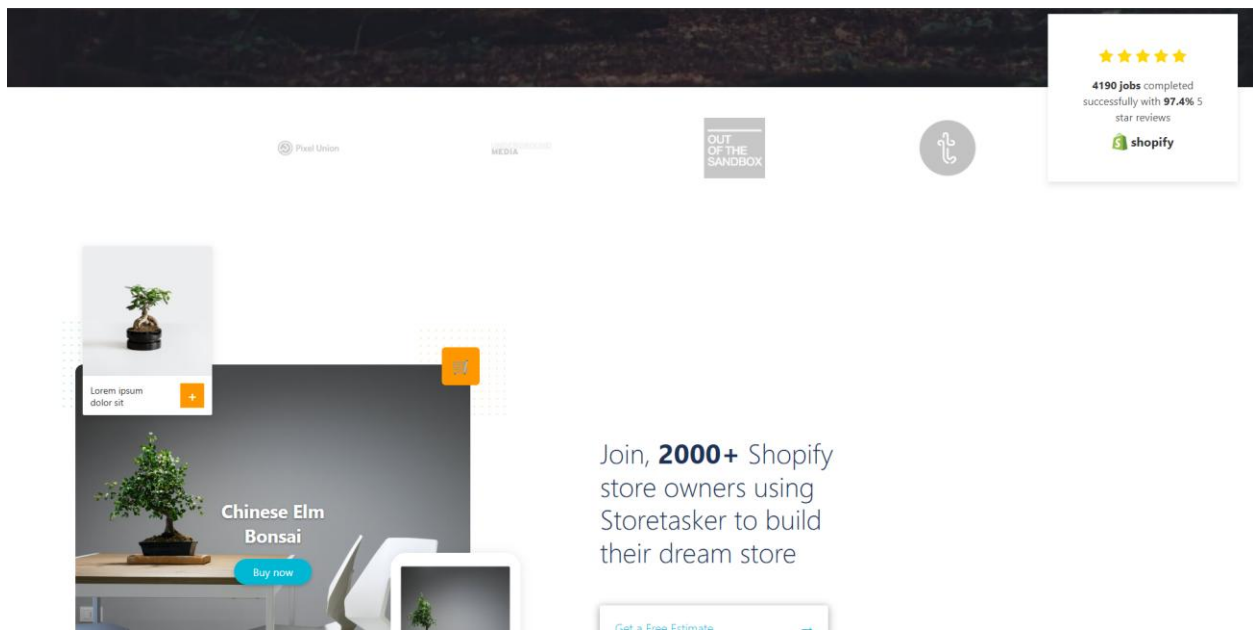 4190 jobs completed
successfully with 97.4% 5
star reviews
shopify
Pixel Union
MEDIA
OUT
OF THE
SANDBOX
Lorem ipsum
dolor sit
+
Chinese Elm
Bonsai
Buy now
Join, 2000+ Shopify
store owners using
Storetasker to build
their dream store
Get a Free Estimate →